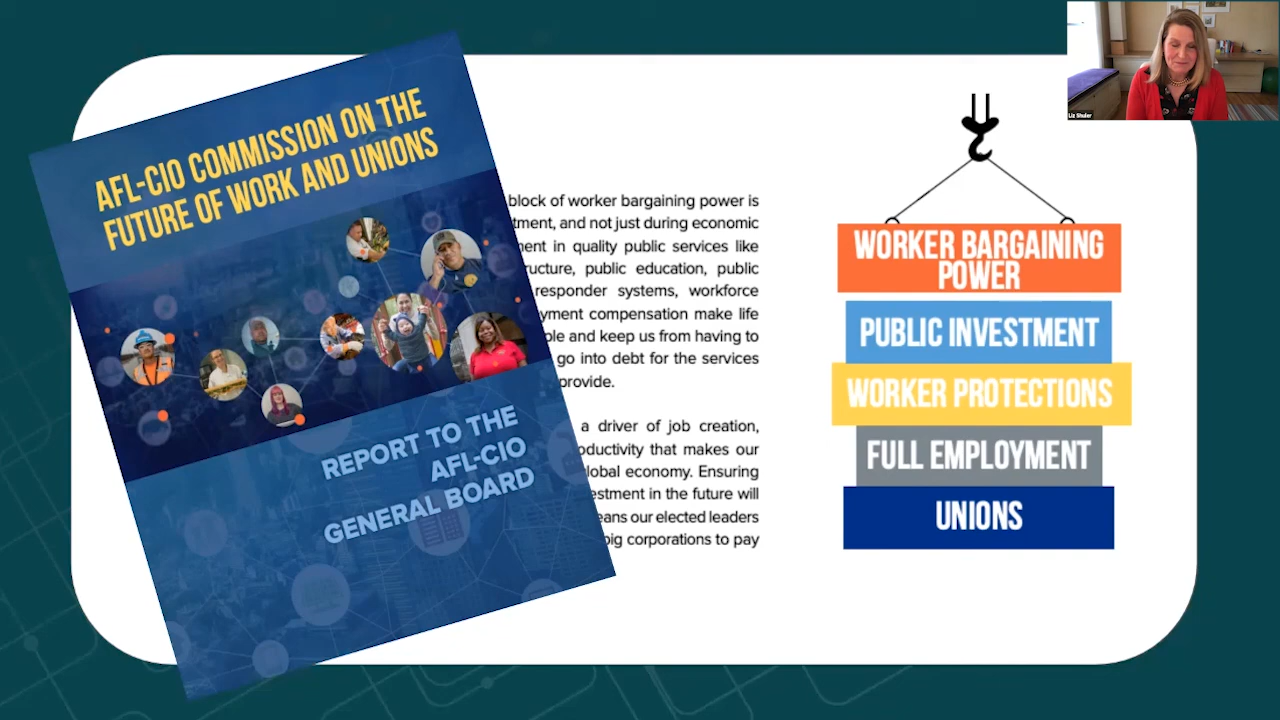 AFL-CIO COMMISSION ON THE
FUTURE OF WORK AND UNIONS
REPORT TO THE
AFL-CIO
GENERAL BOARD
block of worker bargaining power is
tment, and not just during economic
ment in quality public services like
ructure, public education, public
responder systems, workforce
yment compensation make life
ble and keep us from having to
go into debt for the services
provide.
a driver of job creation,
oductivity that makes our
lobal economy. Ensuring
estment in the future will
eans our elected leaders
big corporations to pay
WORKER BARGAINING
POWER
PUBLIC INVESTMENT
WORKER PROTECTIONS
FULL EMPLOYMENT
UNIONS
Liz Shuler